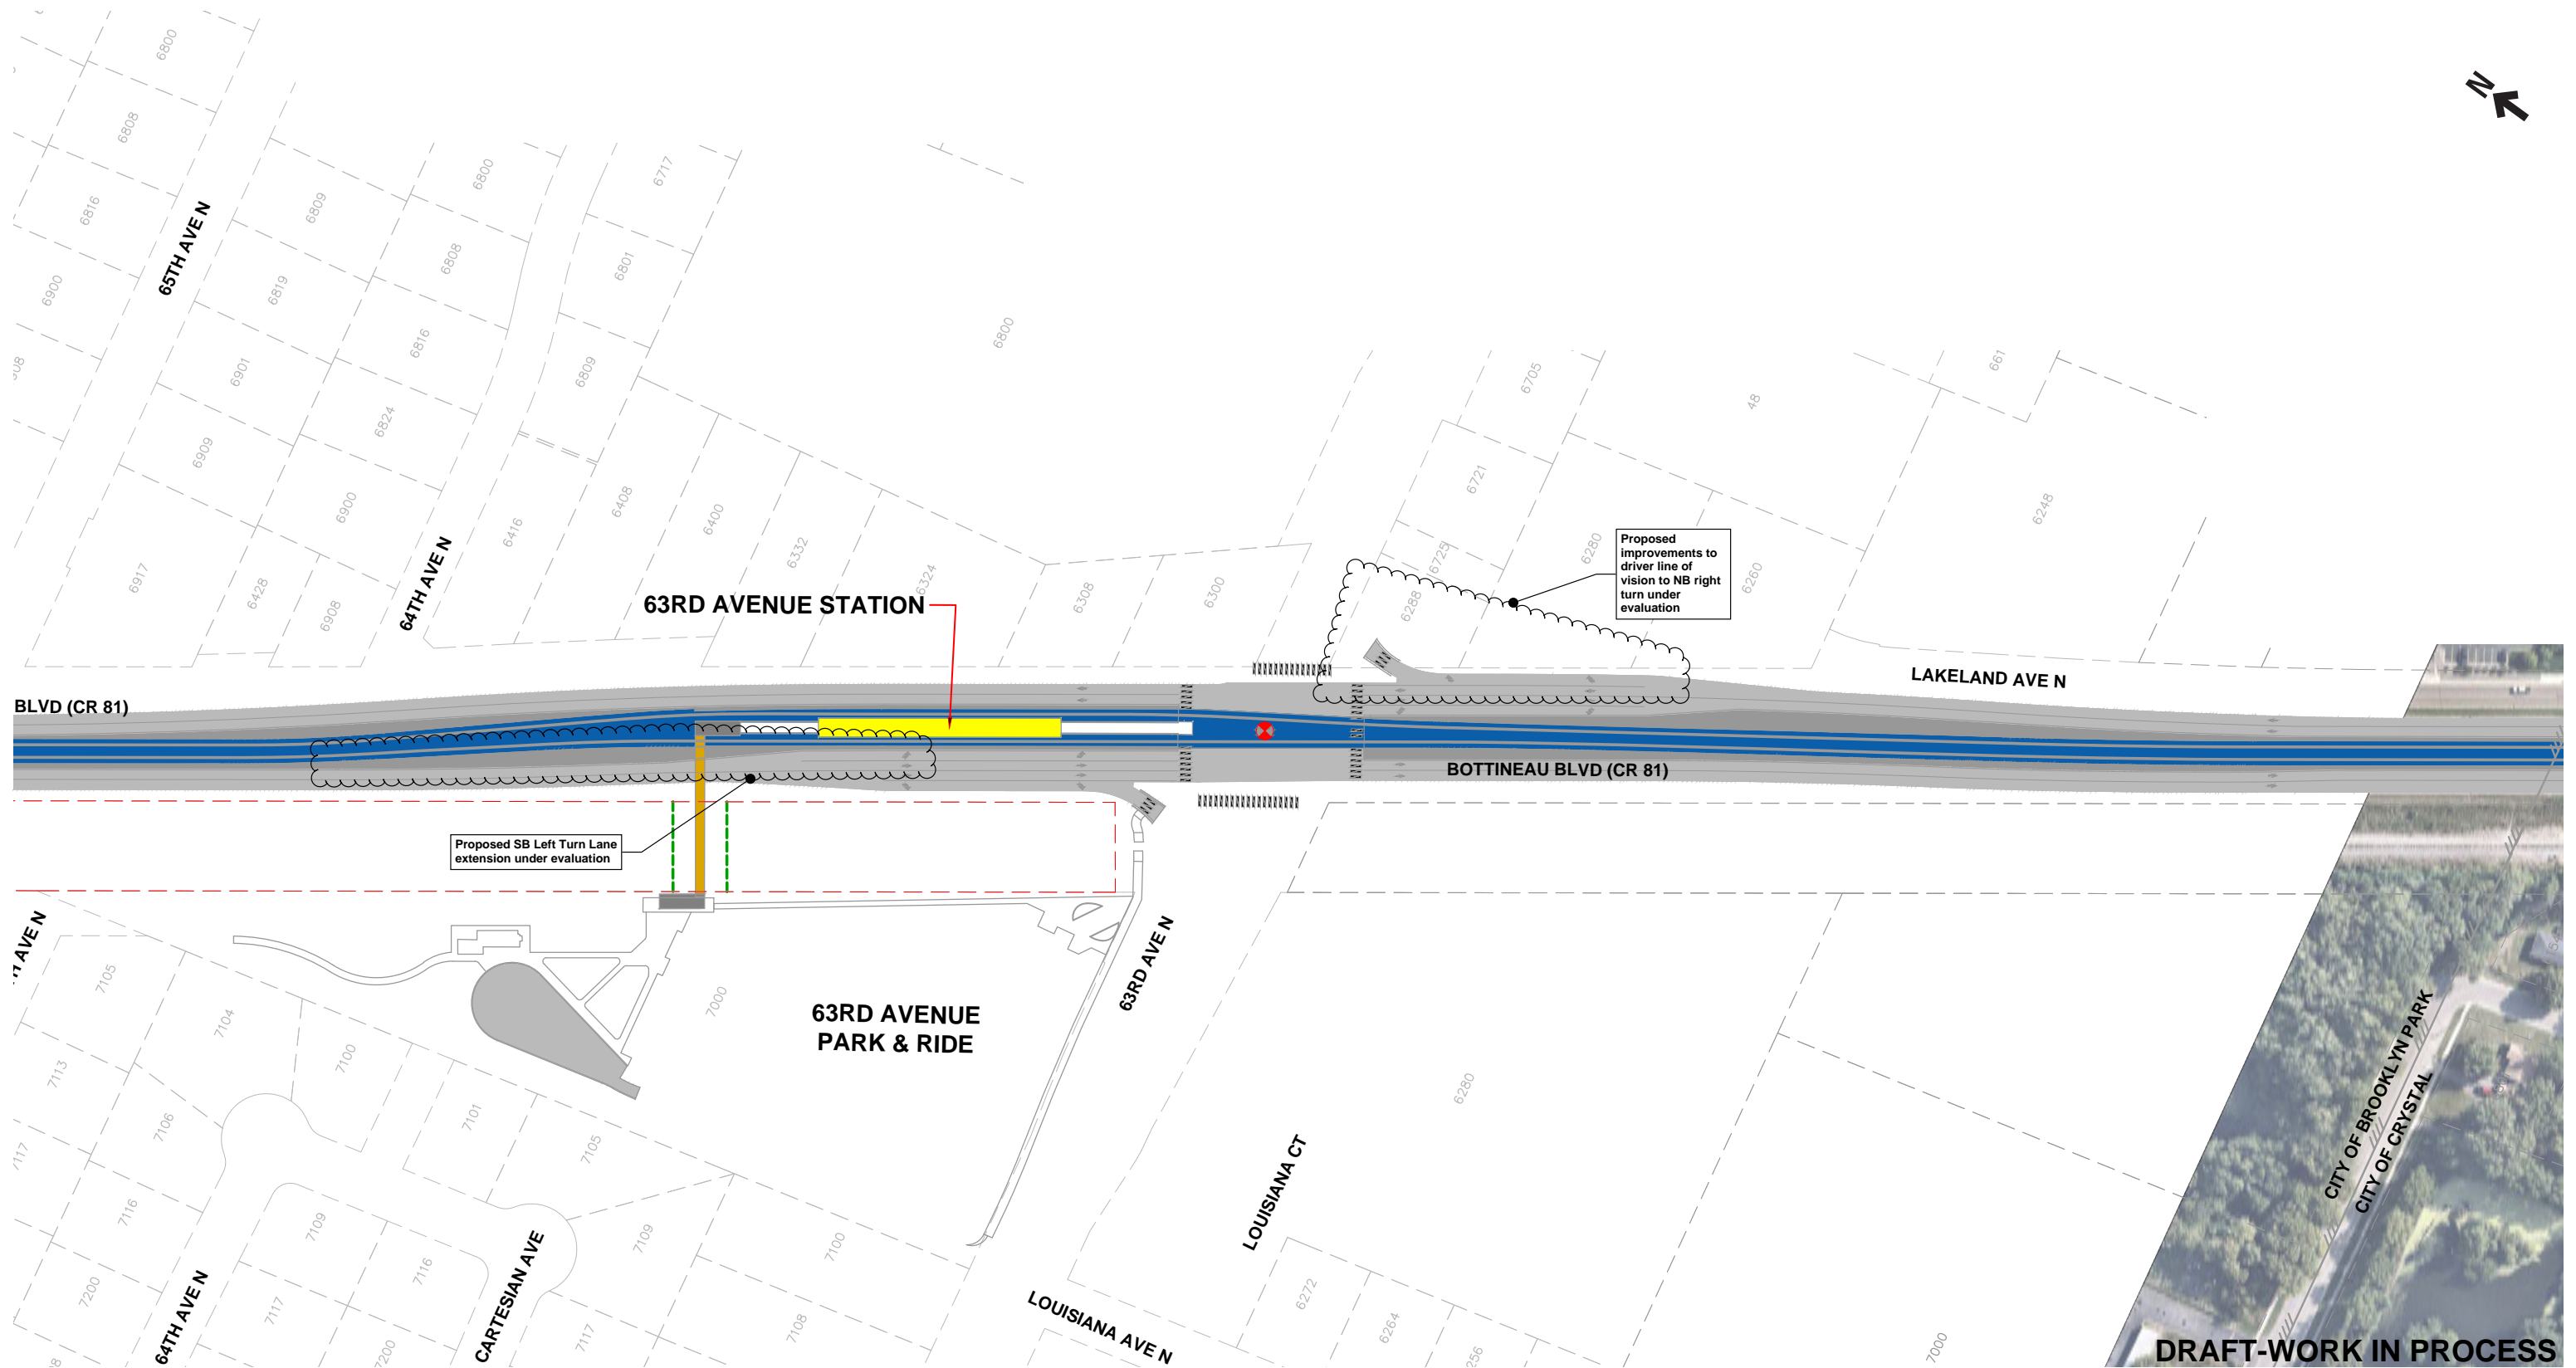 N
6800
6808
6816
6900
65TH AVE N
6809
6819
6901
6909
6917
6800
6808
6816
6824
6900
6428
6908
64TH AVE N
6717
6801
6809
6416
6408
6400
6332
6324
6308
6300
6800
6705
6721
6725
6288
6280
6260
48
661
6248
63RD AVENUE STATION
Proposed
improvements to
driver line of
vision to NB right
turn under
evaluation
LAKELAND AVE N
BLVD (CR 81)
BOTTINEAU BLVD (CR 81)
Proposed SB Left Turn Lane
extension under evaluation
AVE N
63RD AVE N
63RD AVENUE
PARK & RIDE
7000
7105
7104
7100
7113
7106
7101
7105
7117
7116
7109
7109
7100
7116
7200
7117
7117
7108
7200
64TH AVE N
CARTESIAN AVE
LOUISIANA AVE N
LOUISIANA CT
6280
6272
6264
256
7000
CITY OF BROOKLYN PARK
CITY OF CRYSTAL
DRAFT-WORK IN PROCESS